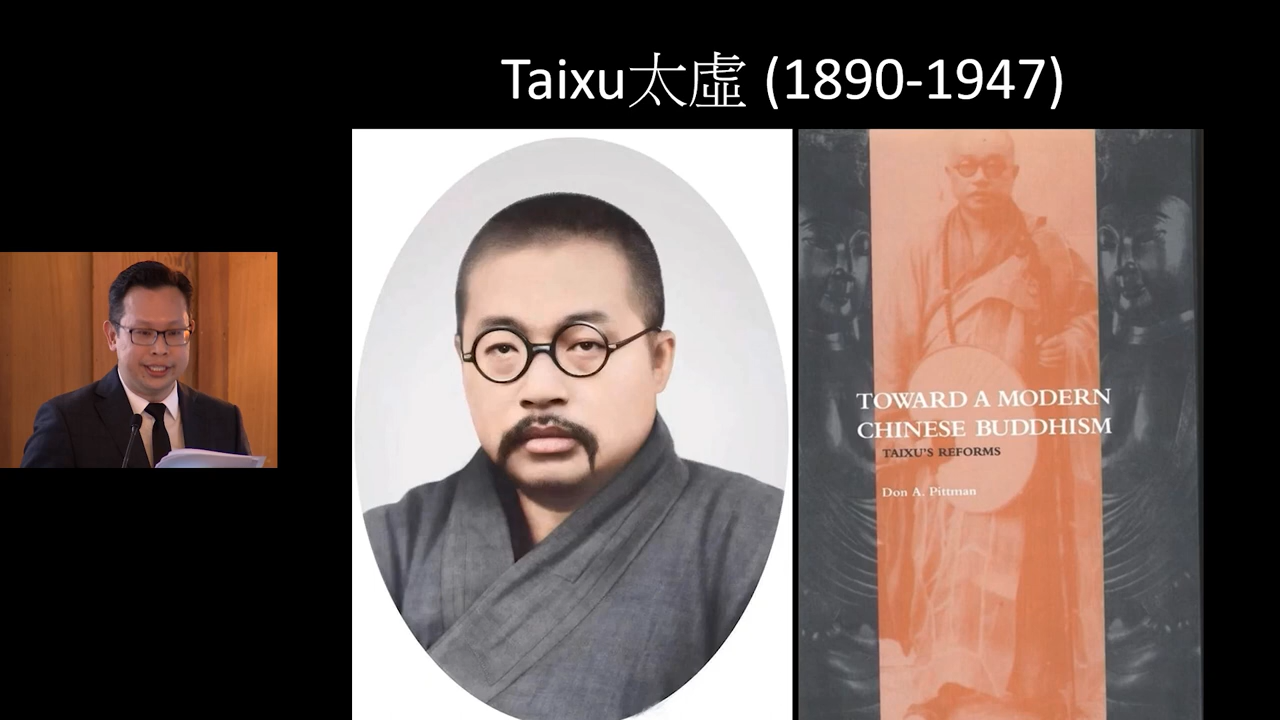 Taixu太虛 (1890-1947)
TOWARD A MODERN
CHINESE BUDDHISM
TAIXU'S REFORMS
Don A. Pittman